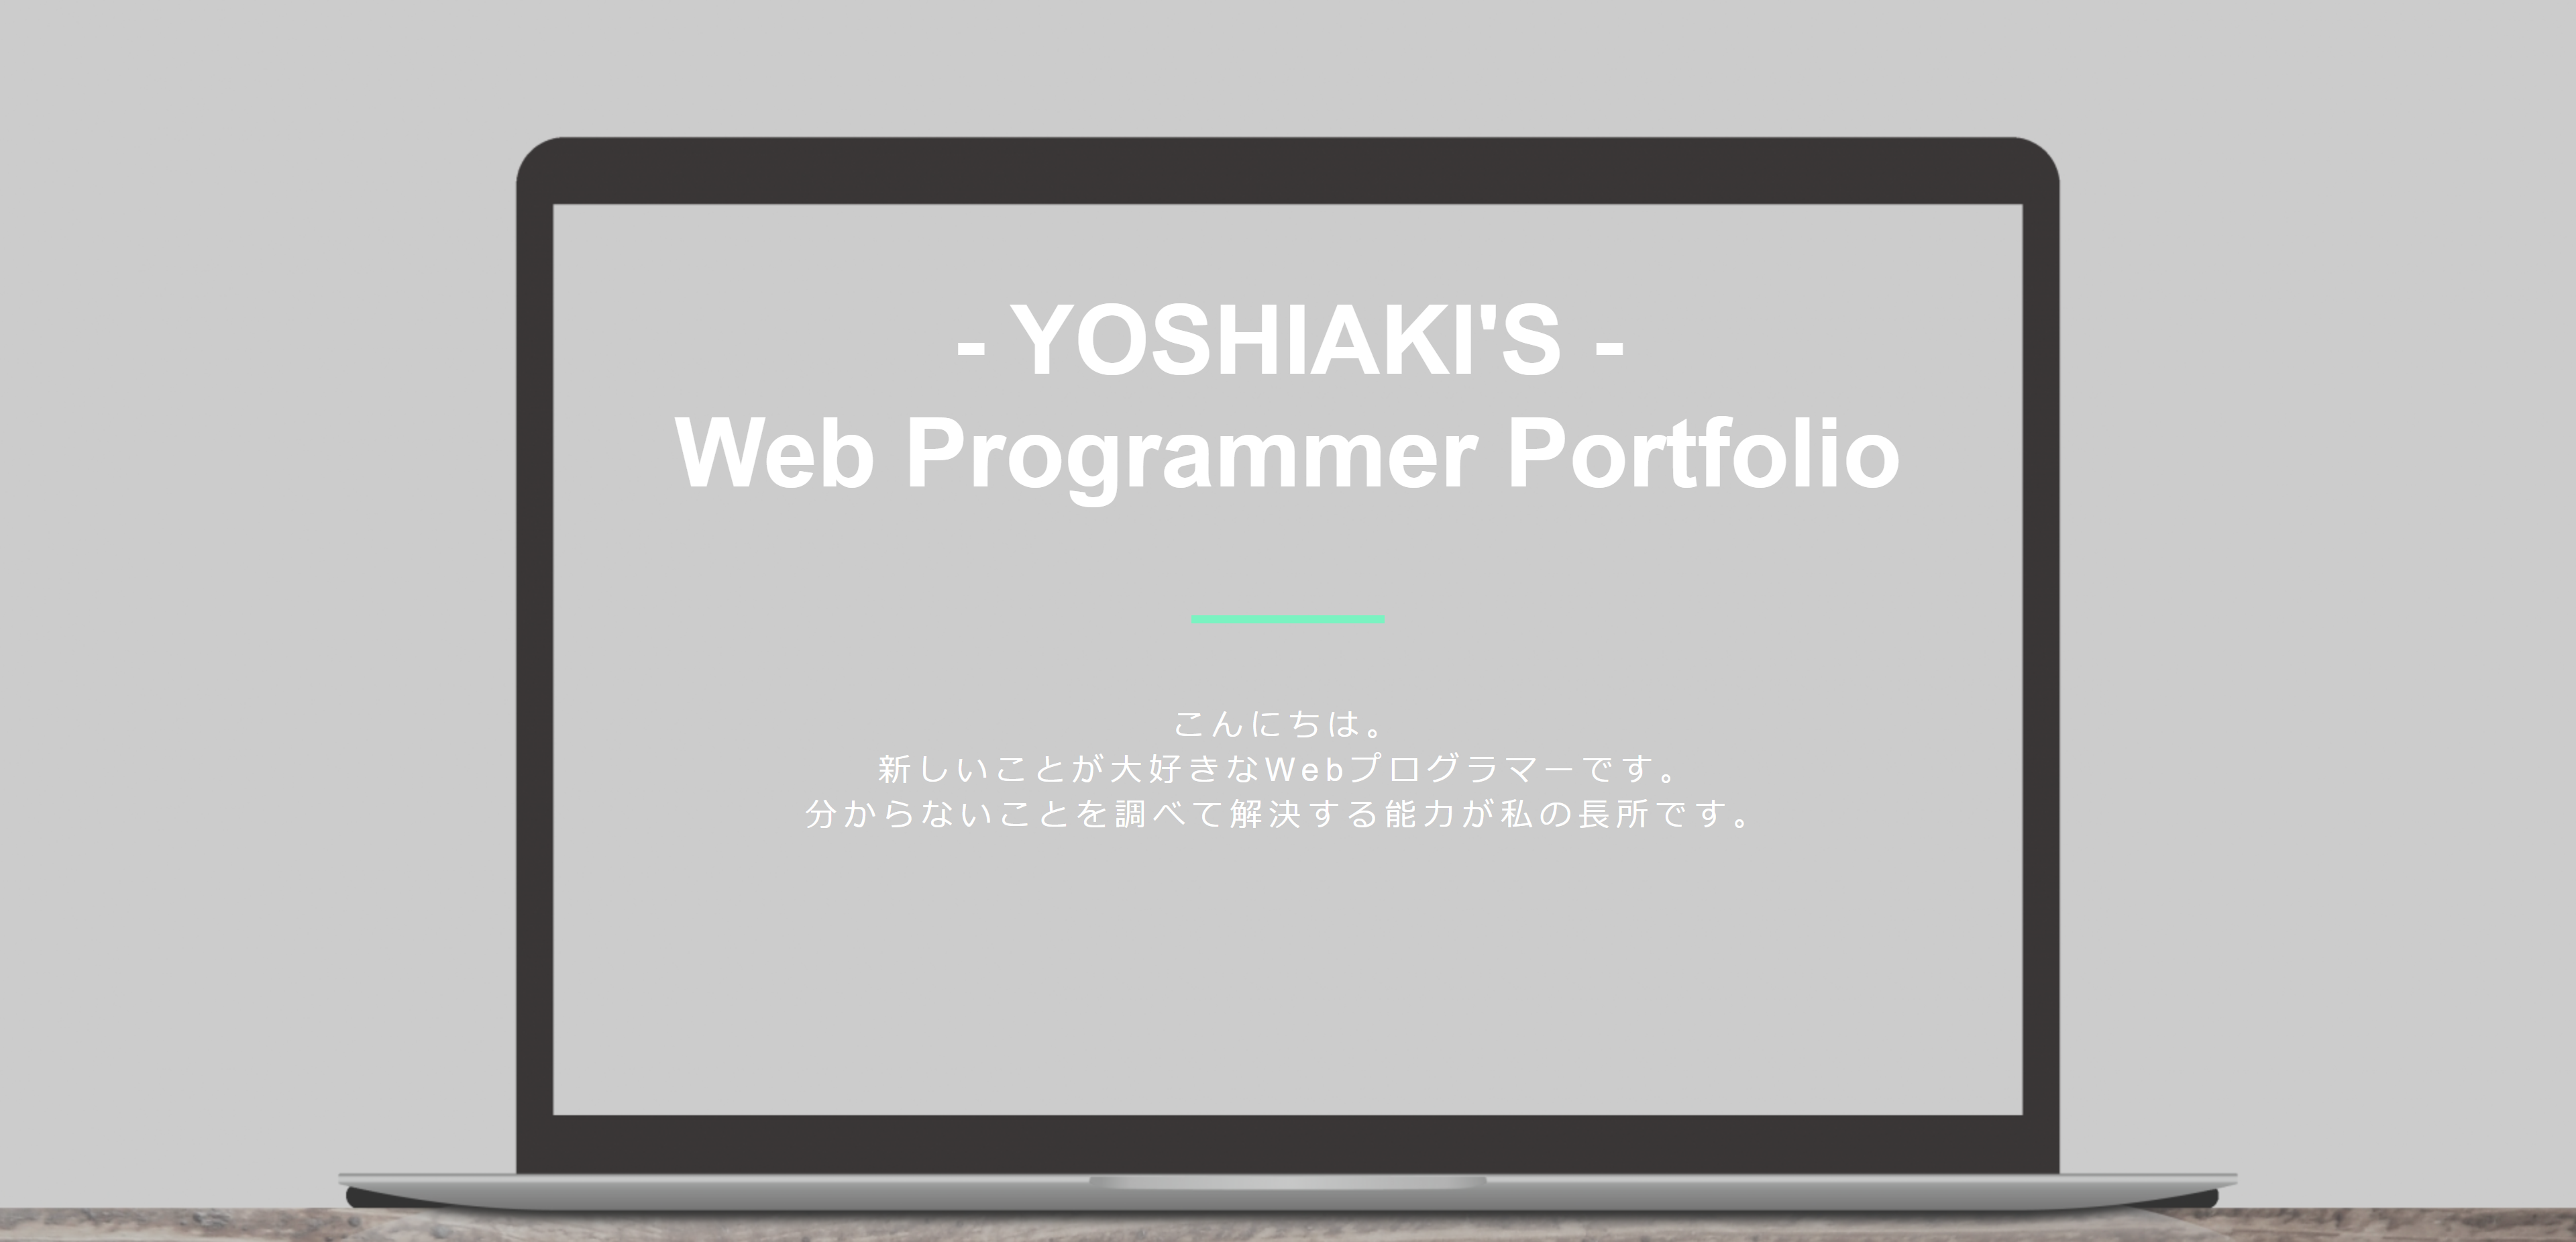 - YOSHIAKI'S -
Web Programmer Portfolio
こんにちは。
新しいことが大好きなWebプログラマーです。
分からないことを調べて解決する能力が私の長所です。